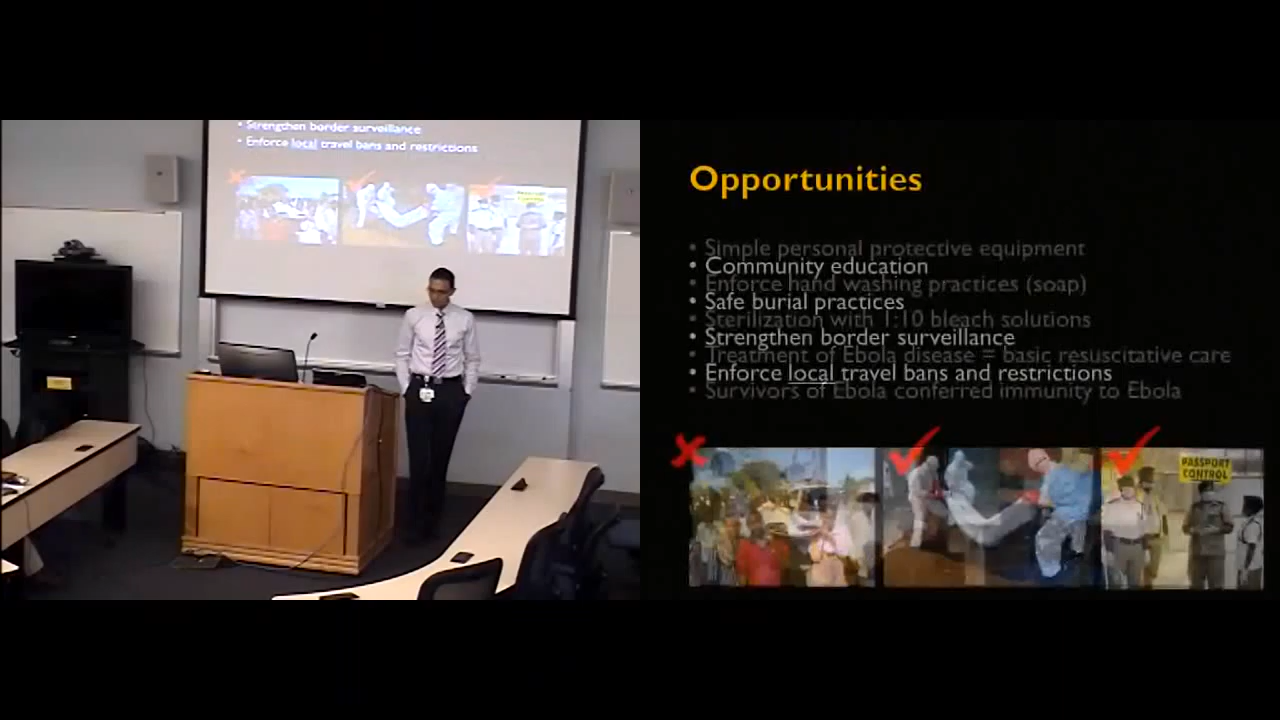 • Strengthen border surveillance
• Enforce local travel bans and restrictions
Opportunities
• Simple personal protective equipment
• Community education
• Enforce hand washing practices (soap)
• Safe burial practices
• Sterilization with 1:10 bleach solutions
• Strengthen border surveillance
• Treatment of Ebola disease = basic resuscitative care
• Enforce local travel bans and restrictions
• Survivors of Ebola conferred immunity to Ebola
PASSPORT
CONTROL